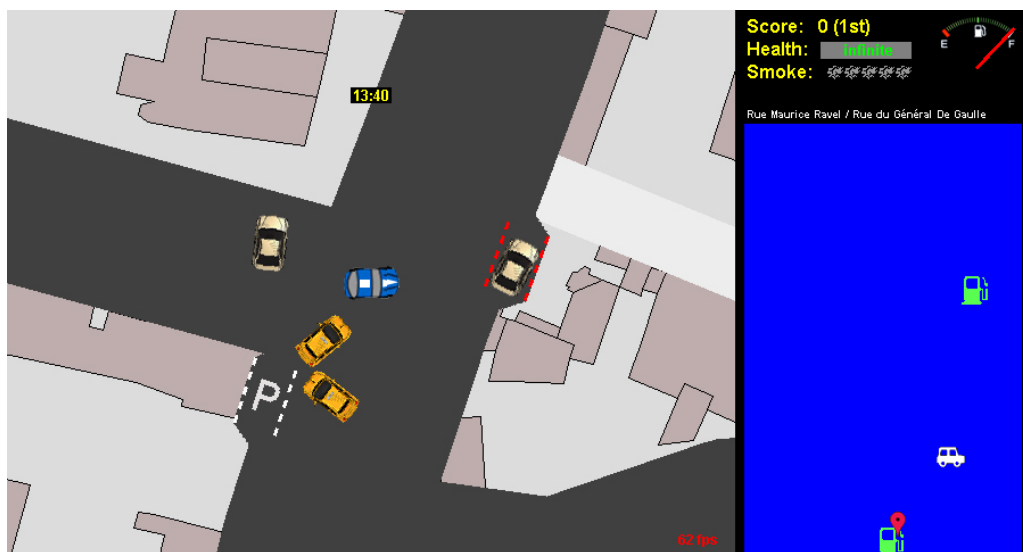 13:40
P
62 fps
Score: 0 (1st)
Health: infinite
Smoke:
E F
Rue Maurice Ravel / Rue du Général De Gaulle